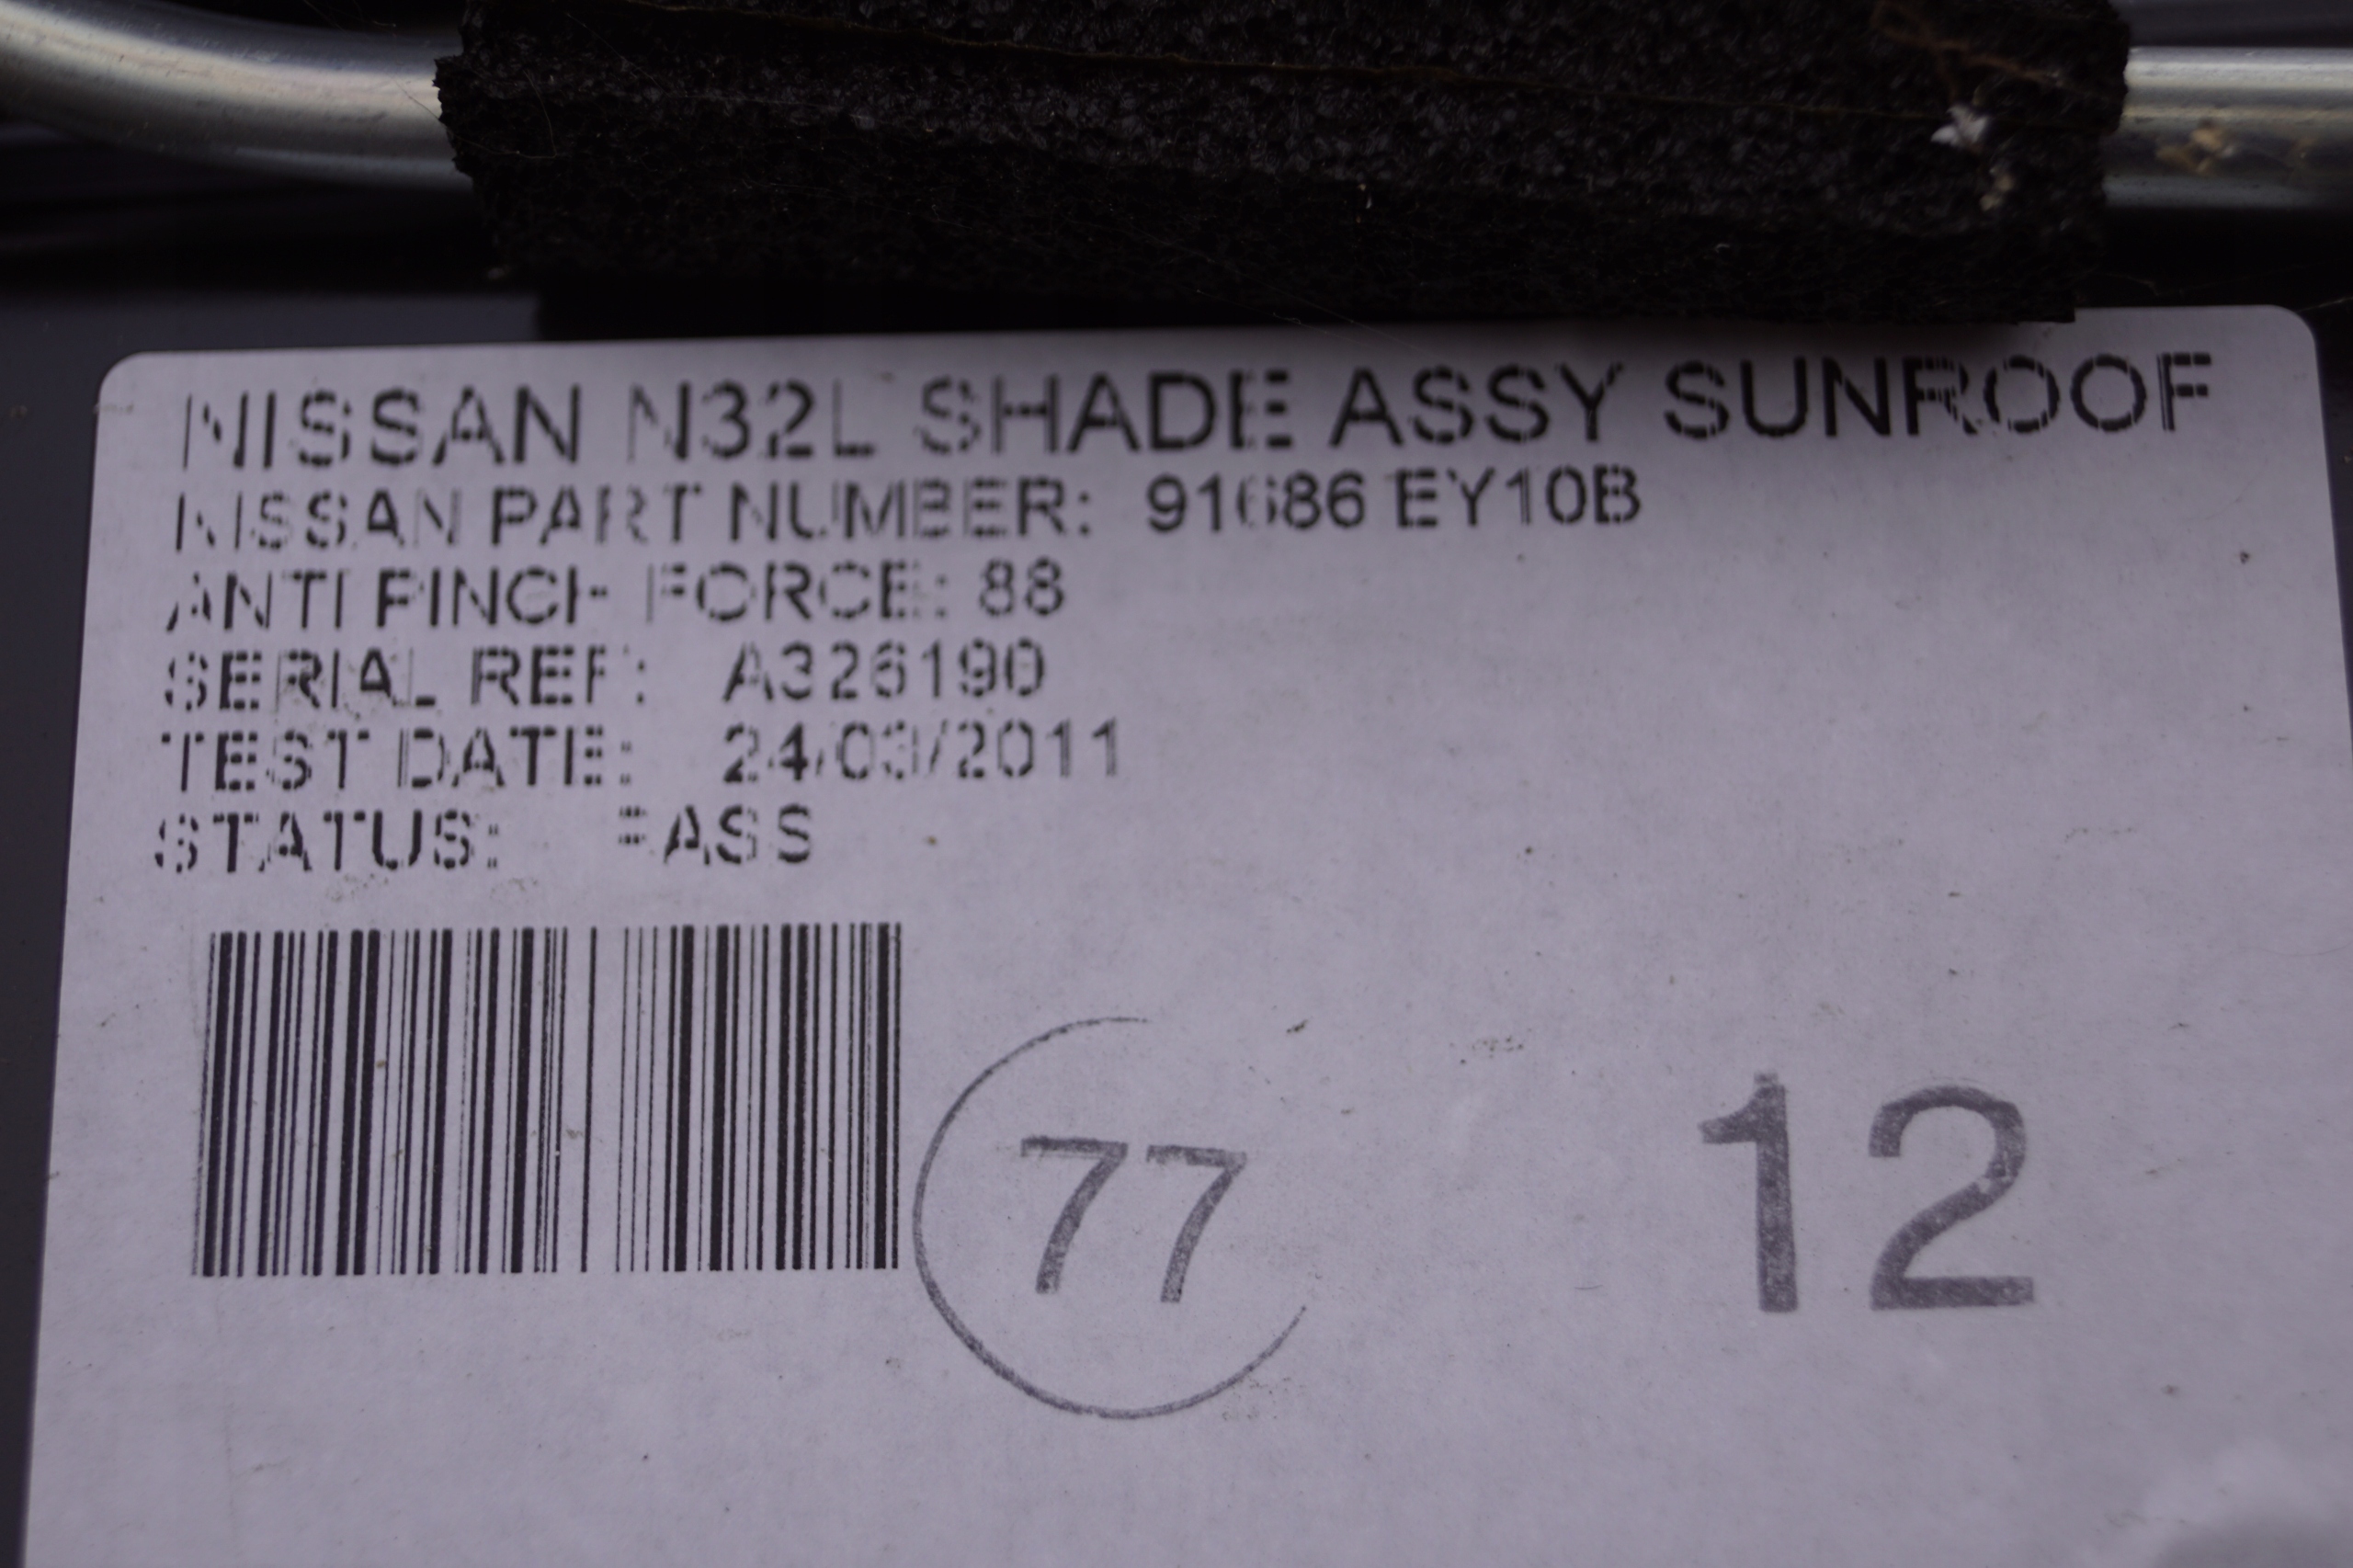 NISSAN N32L SHADE ASSY SUNROOF
NISSAN PART NUMBER: 91686 EY10B
ANTI PINCH FORCE: 88
SERIAL REF: A326190
TEST DATE: 24/03/2011
STATUS: PASS
77
12